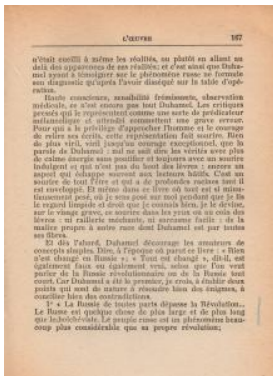 L'ŒUVRE 167
n'était cueilli à même les réalités, ou plutôt en allant au
delà des apparences de ces réalités; et c'est ainsi que Duha-
mel ayant à témoigner sur le phénomène russe ne formule
son diagnostic qu'après l'avoir disséqué sur la table d'opé-
ration.
Haute conscience, sensibilité frémissante, observation
médicale, ce n'est encore pas tout Duhamel. Les critiques
pressés qui le représentent comme une sorte de prédicateur
mélancolique et attendri commettent une grave erreur.
Pour qui a le privilège d'approcher l'homme et le courage
de relire ses écrits, cette représentation fait sourire. Rien
de plus viril, viril jusqu'au courage exceptionnel, que la
parole de Duhamel : nul ne sait dire les vérités avec plus
de calme énergie sans pontifier et toujours avec un sourire
indulgent et qui n'est pas du bout des lèvres : encore un
aspect qui échappe souvent aux lecteurs hâtifs. C'est un
sourire de tout l'être et qui a de profondes racines tant il
est enveloppé. Et même dans ce livre où tout est si minu-
tieusement posé, où je sens posé sur moi pendant que je lis
le regard limpide et droit que je connais bien, je le devine,
sur le visage grave, ce sourire dans les yeux ou au coin des
lèvres : ni raillerie méchante, ni sarcasme facile : de la
malice propre à notre race dont Duhamel est par toutes
ses fibres.
Et dès l'abord, Duhamel décourage les amateurs de
concepts simples. Dire, à l'époque où parut ce livre : « Rien
n'est changé en Russie » ; « Tout est changé », dit-il, est
également faux ou également vrai, selon que l'on veut
parler de la Russie révolutionnaire ou de la Russie tout
court. Car Duhamel a été le premier, je crois, à établir deux
points qui sont de nature à résoudre bien des énigmes, à
concilier bien des contradictions.
1° « La Russie de toutes parts dépasse la Révolution...
Le Russe est quelque chose de plus large et de plus long
que le bolchéviste. Le peuple russe est un phénomène beau-
coup plus considérable que sa propre révolution;